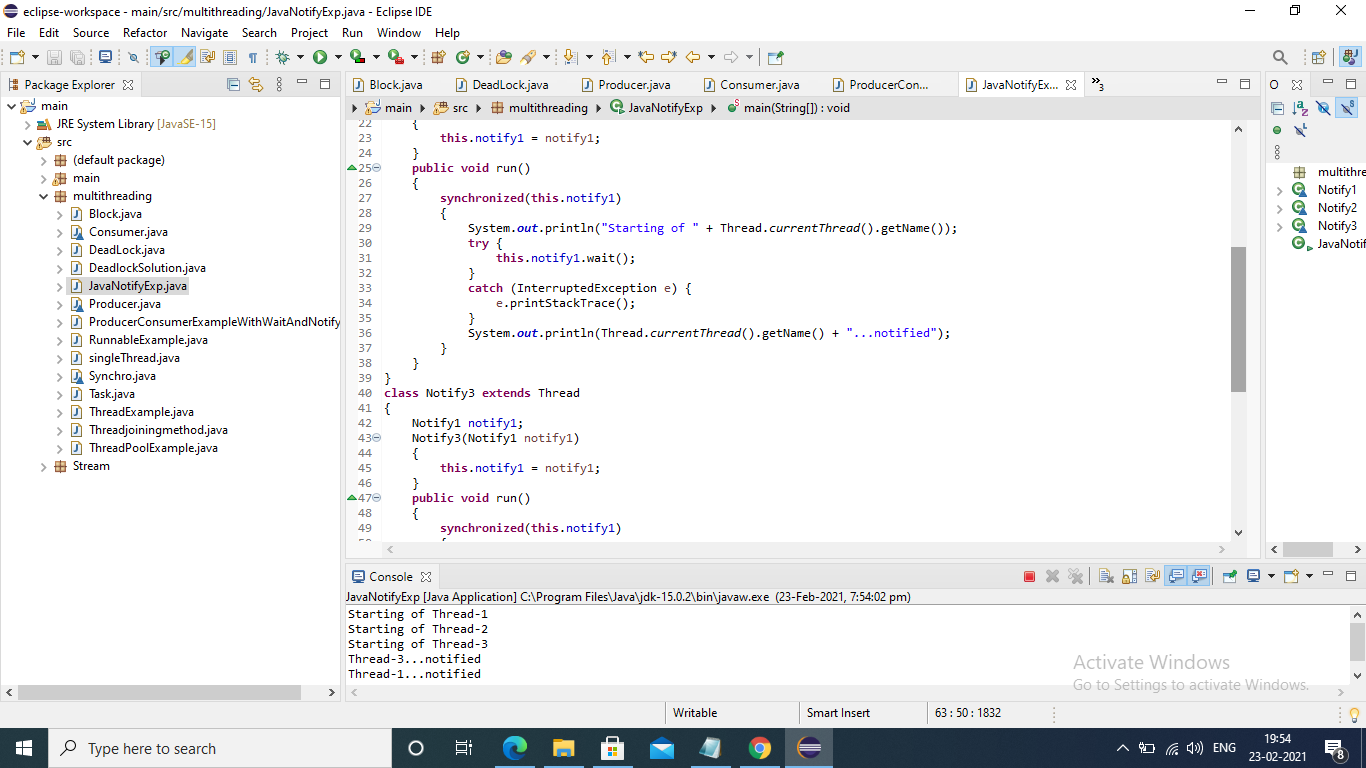 eclipse-workspace - main/src/multithreading/JavaNotifyExp.java - Eclipse IDE
File Edit Source Refactor Navigate Search Project Run Window Help
Package Explorer
main
JRE System Library [JavaSE-15]
src
(default package)
main
multithreading
Block.java
Consumer.java
DeadLock.java
DeadlockSolution.java
JavaNotifyExp.java
Producer.java
ProducerConsumerExampleWithWaitAndNotify
RunnableExample.java
singleThread.java
Synchro.java
Task.java
ThreadExample.java
Threadjoiningmethod.java
ThreadPoolExample.java
Stream
Block.java DeadLock.java Producer.java Consumer.java ProducerCon... JavaNotifyEx... »3
main src multithreading JavaNotifyExp main(String[]) : void
22 {
23 this.notify1 = notify1;
24 }
25 public void run()
26 {
27 synchronized(this.notify1)
28 {
29 System.out.println("Starting of " + Thread.currentThread().getName());
30 try {
31 this.notify1.wait();
32 }
33 catch (InterruptedException e) {
34 e.printStackTrace();
35 }
36 System.out.println(Thread.currentThread().getName() + "...notified");
37 }
38 }
39 }
40 class Notify3 extends Thread
41 {
42 Notify1 notify1;
43 Notify3(Notify1 notify1)
44 {
45 this.notify1 = notify1;
46 }
47 public void run()
48 {
49 synchronized(this.notify1)
O
multithre
Notify1
Notify2
Notify3
JavaNotif
Console
JavaNotifyExp [Java Application] C:\Program Files\Java\jdk-15.0.2\bin\javaw.exe (23-Feb-2021, 7:54:02 pm)
Starting of Thread-1
Starting of Thread-2
Starting of Thread-3
Thread-3...notified
Thread-1...notified
Activate Windows
Go to Settings to activate Windows.
Writable Smart Insert 63 : 50 : 1832
Type here to search
ENG
19:54
23-02-2021
8